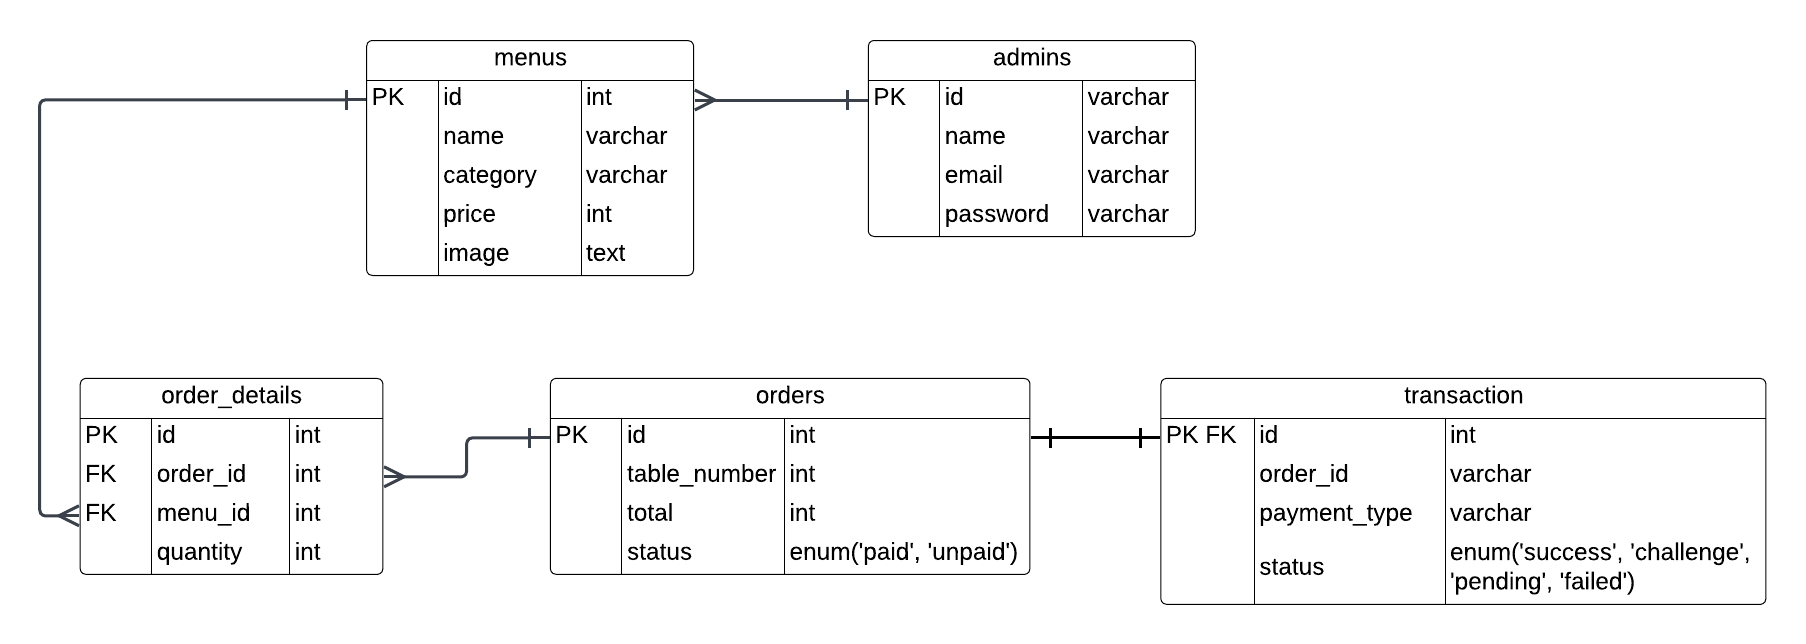 menus
PK id int
name varchar
category varchar
price int
image text
admins
PK id varchar
name varchar
email varchar
password varchar
order_details
PK id int
FK order_id int
FK menu_id int
quantity int
orders
PK id int
table_number int
total int
status enum('paid', 'unpaid')
transaction
PK FK id int
order_id varchar
payment_type varchar
status enum('success', 'challenge',
'pending', 'failed')